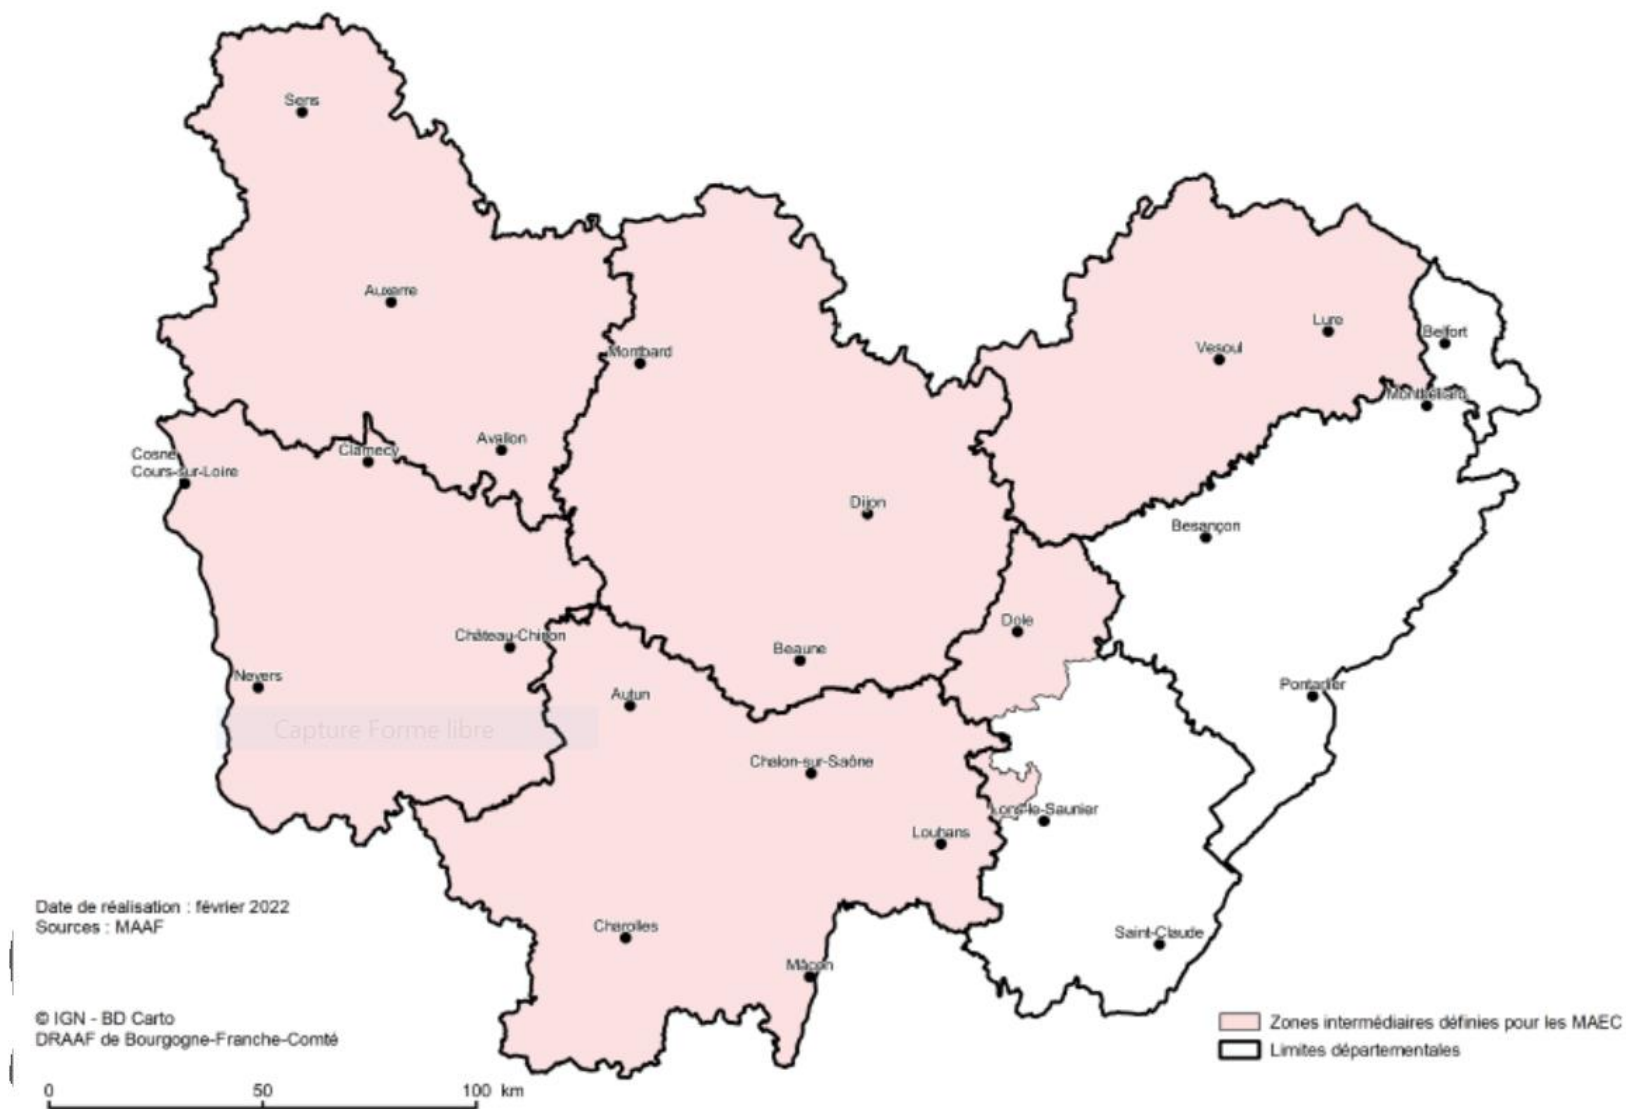 Sens
Auxerre
Montbard
Vesoul
Lure
Belfort
Montbéliard
Cosne
Cours-sur-Loire
Clamecy
Avallon
Dijon
Besançon
Château-Chinon
Nevers
Beaune
Dole
Pontarlier
Autun
Capture Forme libre
Chalon-sur-Saône
Lons-le-Saunier
Louhans
Charolles
Mâcon
Saint-Claude
Date de réalisation : février 2022
Sources : MAAF
© IGN - BD Carto
DRAAF de Bourgogne-Franche-Comté
Zones intermédiaires définies pour les MAEC
Limites départementales
0 50 100 km